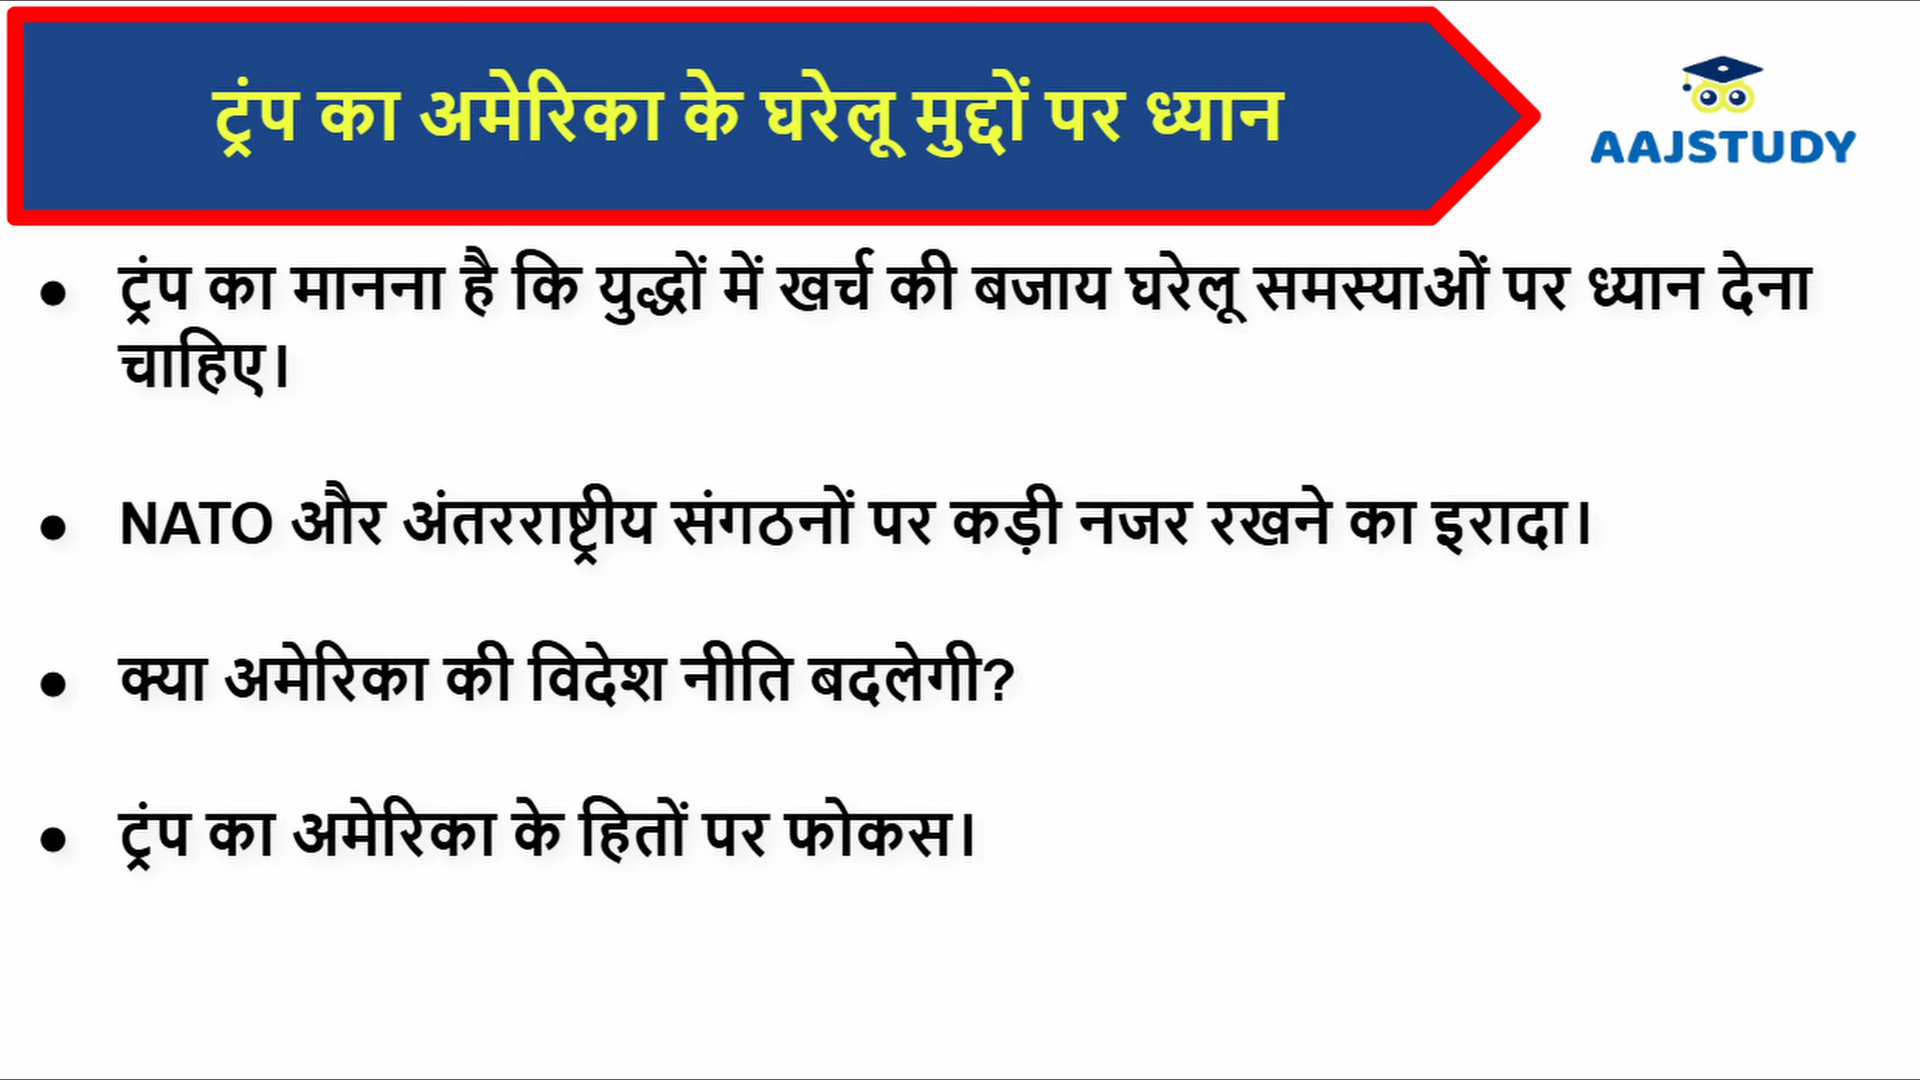 ट्रंप का अमेरिका के घरेलू मुद्दों पर ध्यान
AAJSTUDY
● ट्रंप का मानना है कि युद्धों में खर्च की बजाय घरेलू समस्याओं पर ध्यान देना
चाहिए।
● NATO और अंतरराष्ट्रीय संगठनों पर कड़ी नजर रखने का इरादा।
● क्या अमेरिका की विदेश नीति बदलेगी?
● ट्रंप का अमेरिका के हितों पर फोकस।